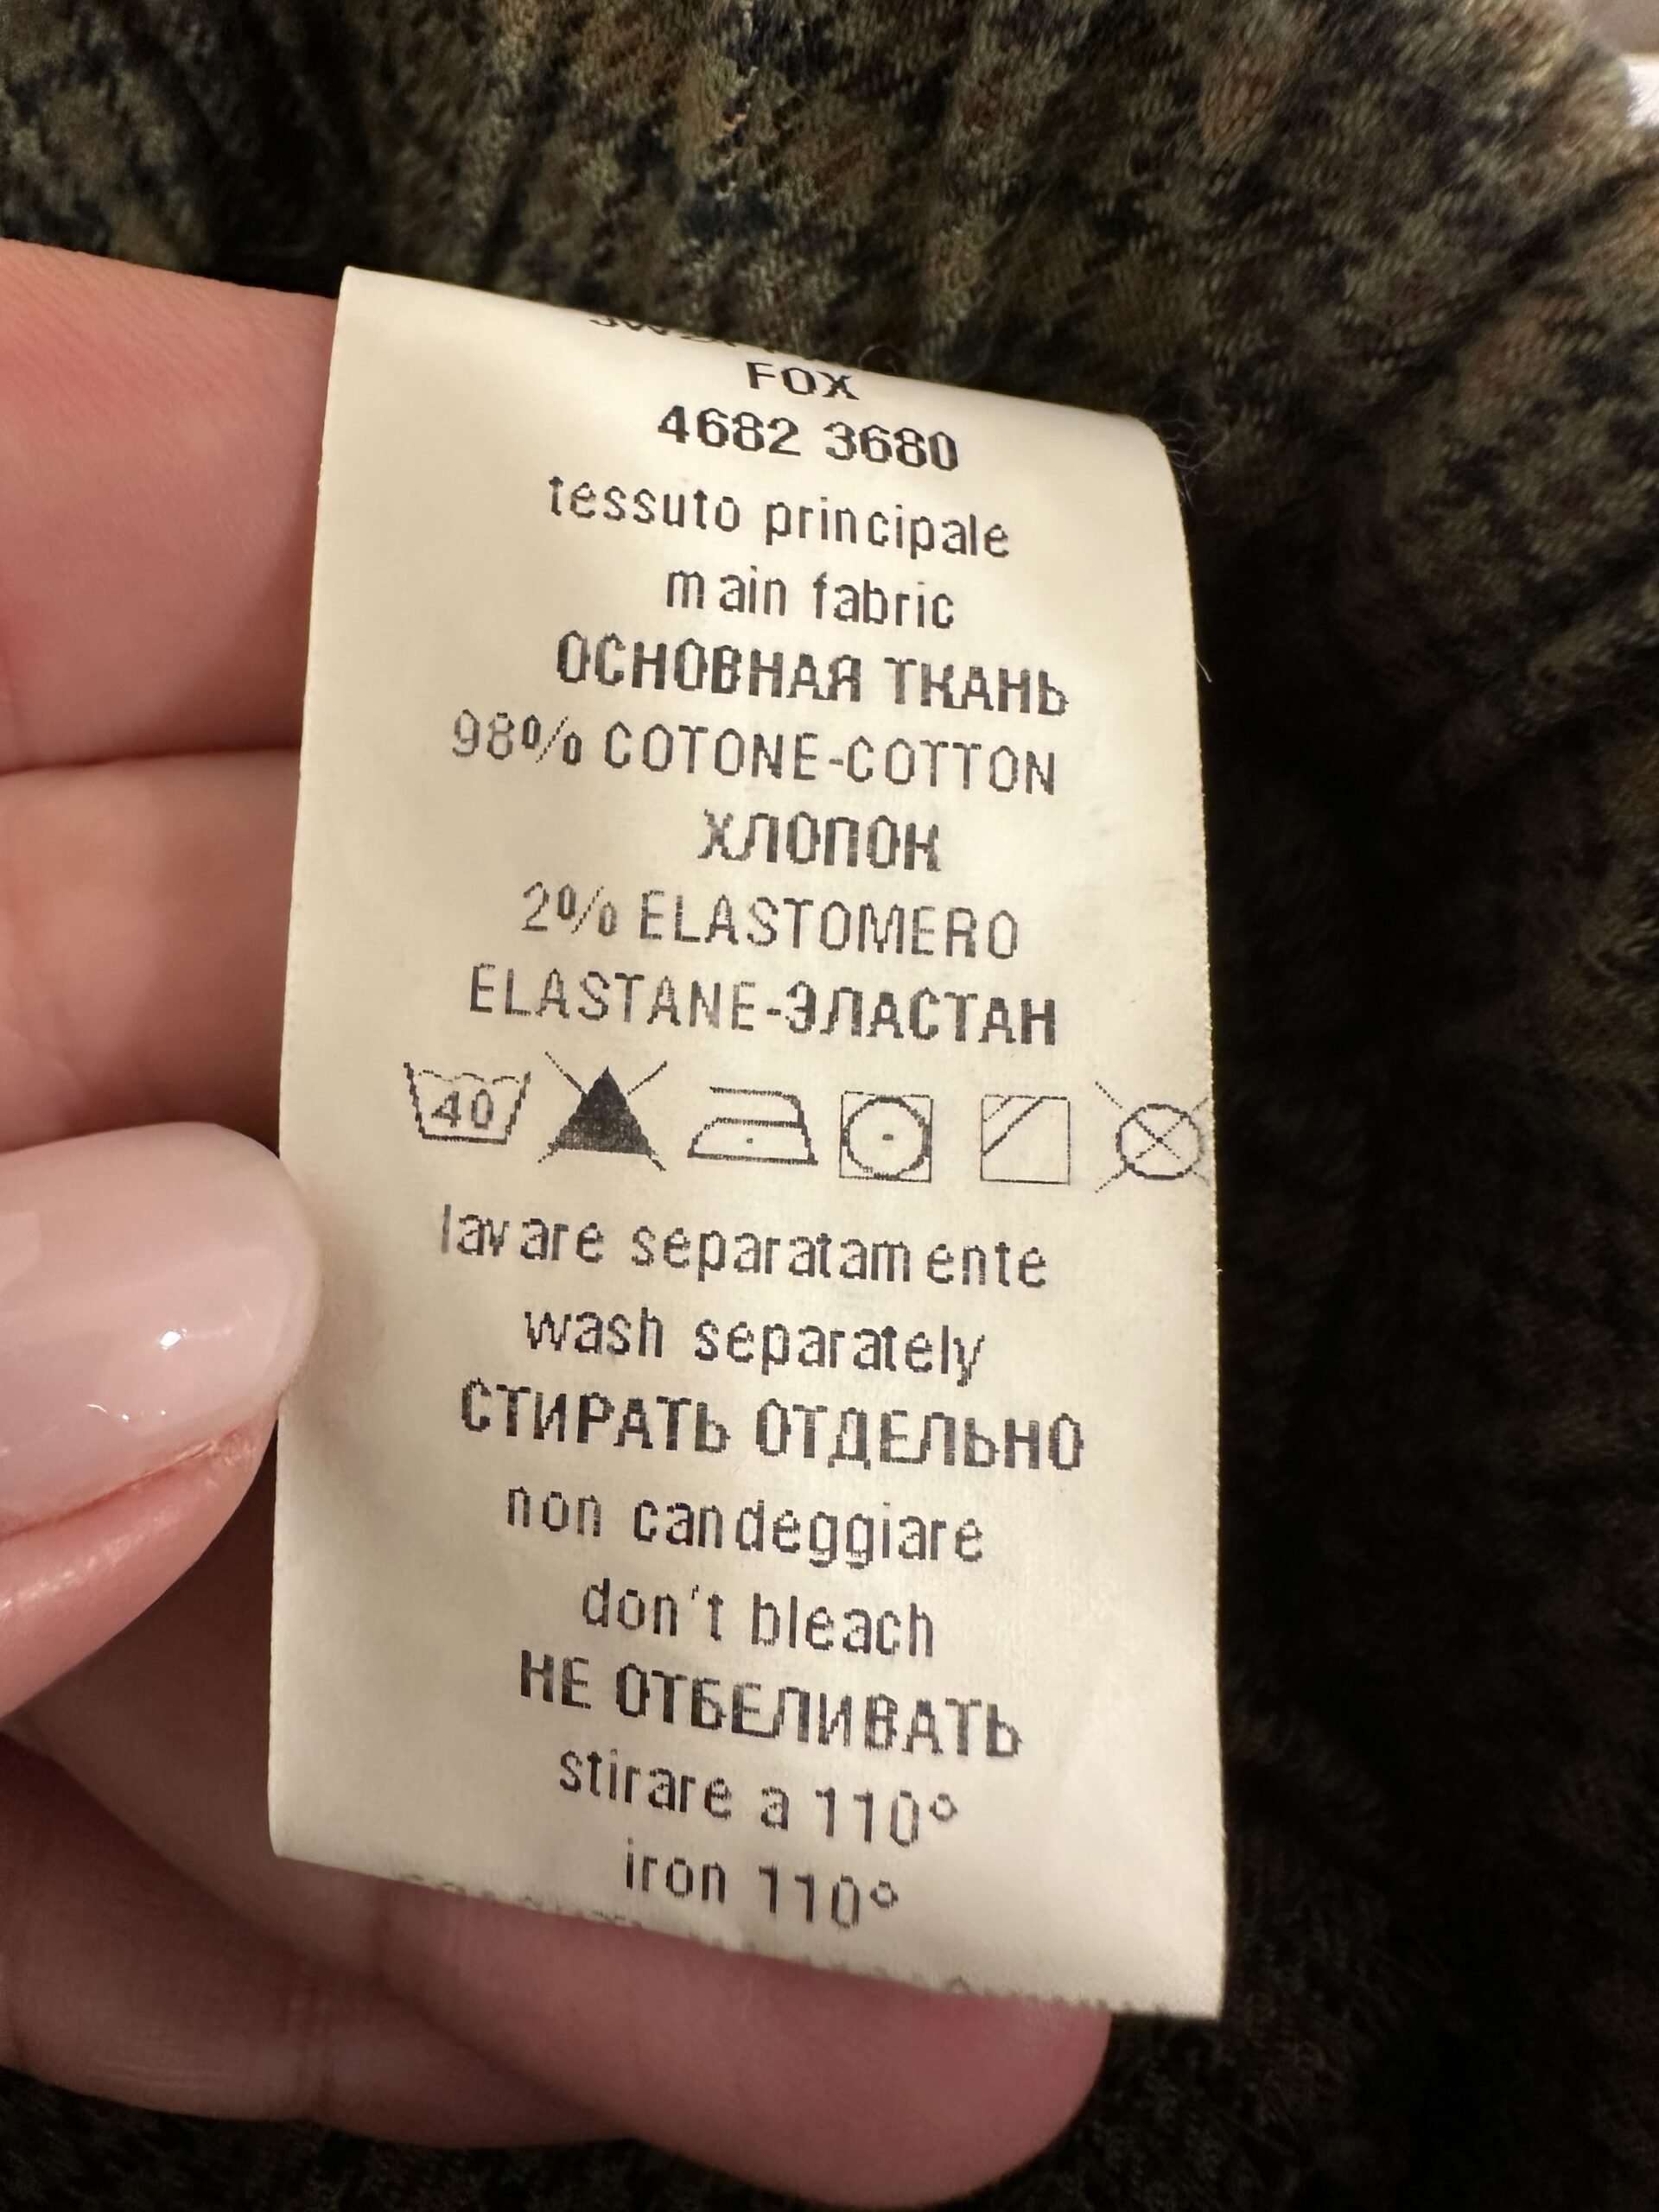 FOX
4682 3680
tessuto principale
main fabric
ОСНОВНАЯ ТКАНЬ
98% COTONE-COTTON
ХЛОПОК
2% ELASTOMERO
ELASTANE-ЭЛАСТАН
40
lavare separatamente
wash separately
СТИРАТЬ ОТДЕЛЬНО
non candeggiare
don't bleach
НЕ ОТБЕЛИВАТЬ
stirare a 110°
iron 110°